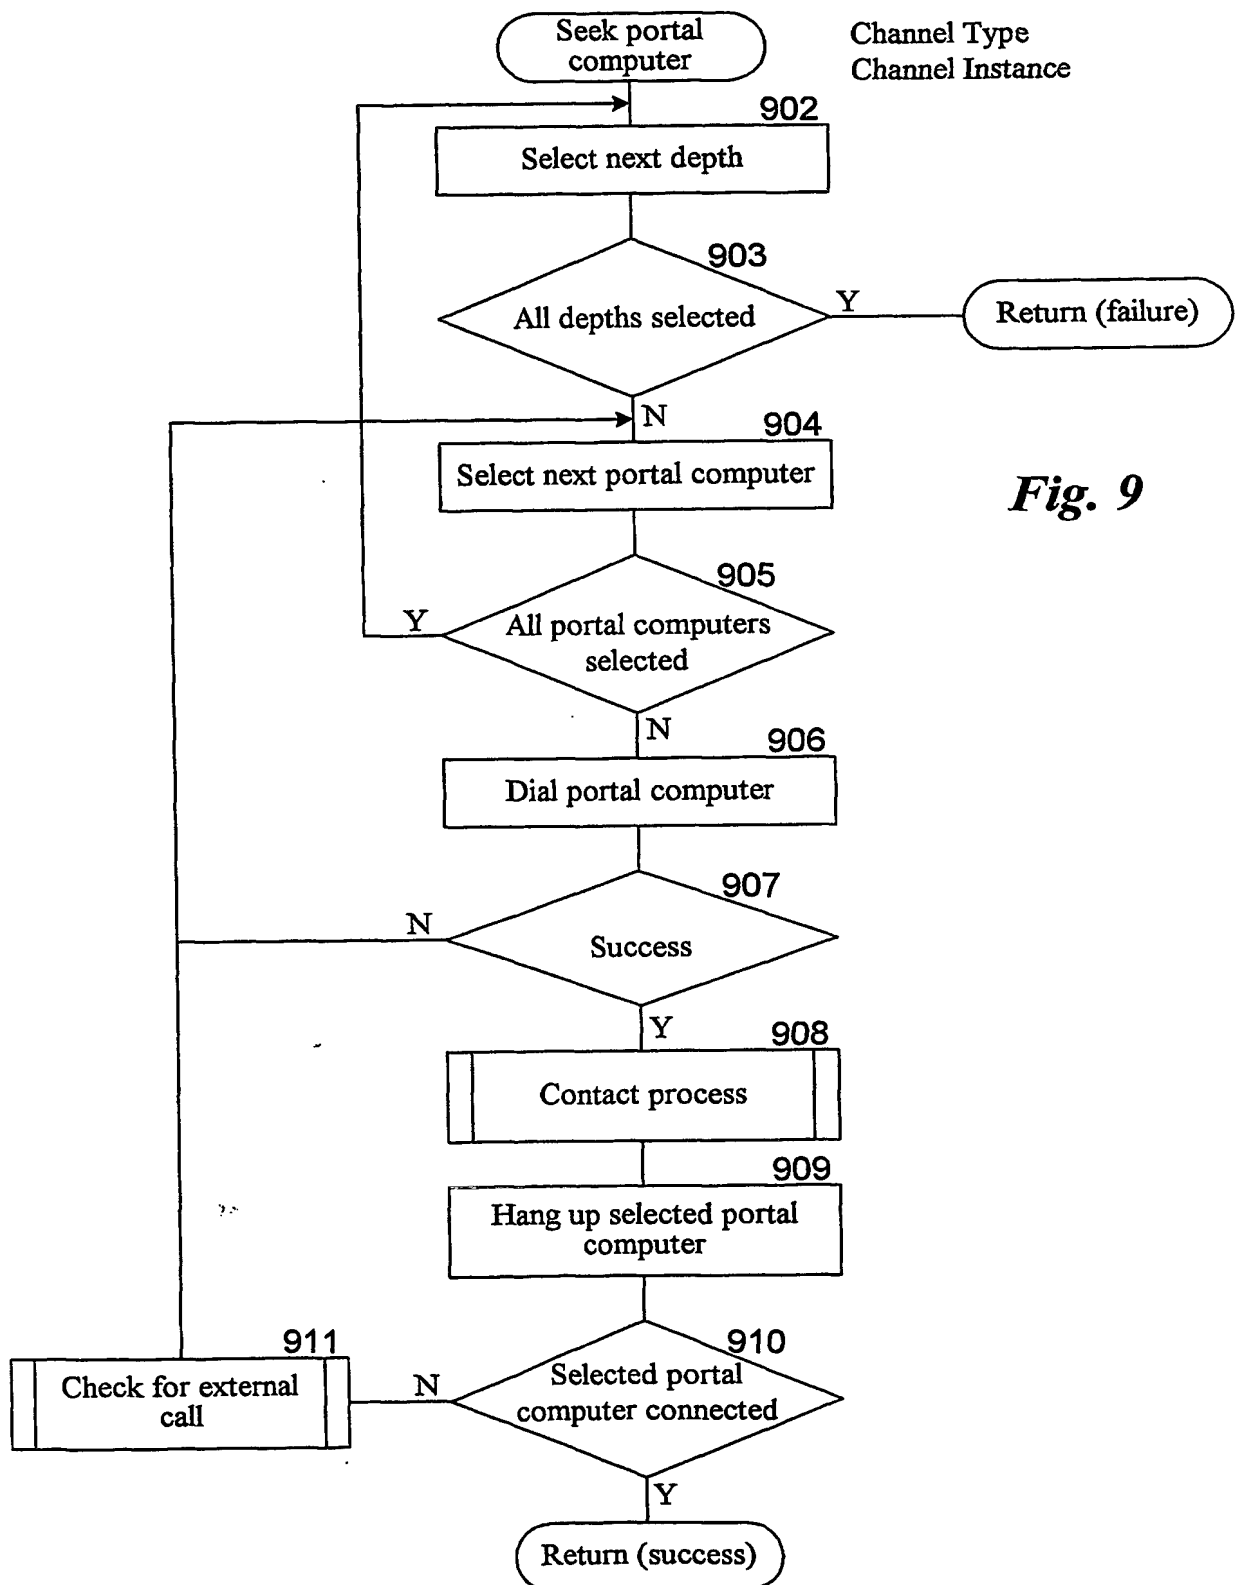 Seek portal
computer
Channel Type
Channel Instance
902
Select next depth
903
All depths selected
Y
Return (failure)
N
904
Select next portal computer
Fig. 9
905
Y
All portal computers
selected
N
906
Dial portal computer
907
N
Success
Y
908
Contact process
909
Hang up selected portal
computer
910
911
Check for external
call
N
Selected portal
computer connected
Y
Return (success)